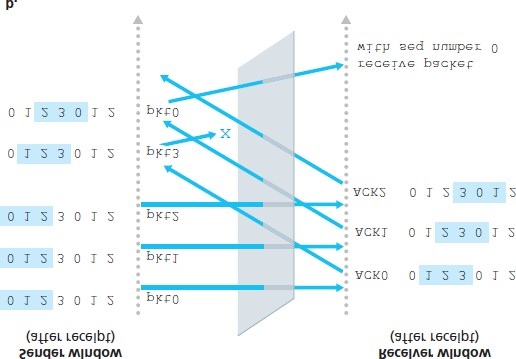 Sender window
(after receipt)
Receiver window
(after receipt)
0 1 2 3 0 1 2
pkt0
0 1 2 3 0 1 2
pkt1
ACK0
0 1 2 3 0 1 2
0 1 2 3 0 1 2
pkt2
ACK1
0 1 2 3 0 1 2
ACK2
0 1 2 3 0 1 2
0 1 2 3 0 1 2
pkt3
X
0 1 2 3 0 1 2
pkt0
receive packet
with seq number 0
b.